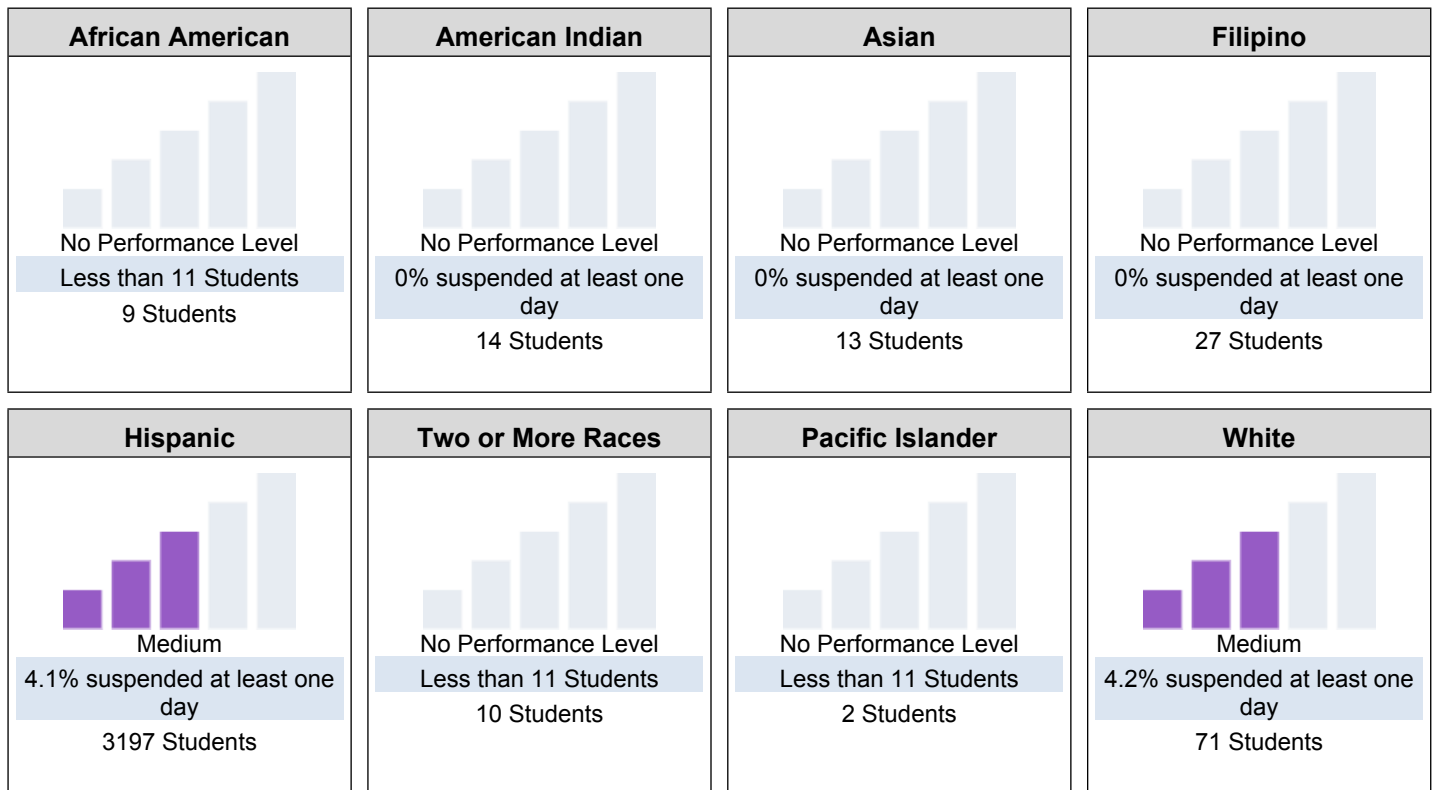 African American
No Performance Level
Less than 11 Students
9 Students
American Indian
No Performance Level
0% suspended at least one
day
14 Students
Asian
No Performance Level
0% suspended at least one
day
13 Students
Filipino
No Performance Level
0% suspended at least one
day
27 Students
Hispanic
Medium
4.1% suspended at least one
day
3197 Students
Two or More Races
No Performance Level
Less than 11 Students
10 Students
Pacific Islander
No Performance Level
Less than 11 Students
2 Students
White
Medium
4.2% suspended at least one
day
71 Students